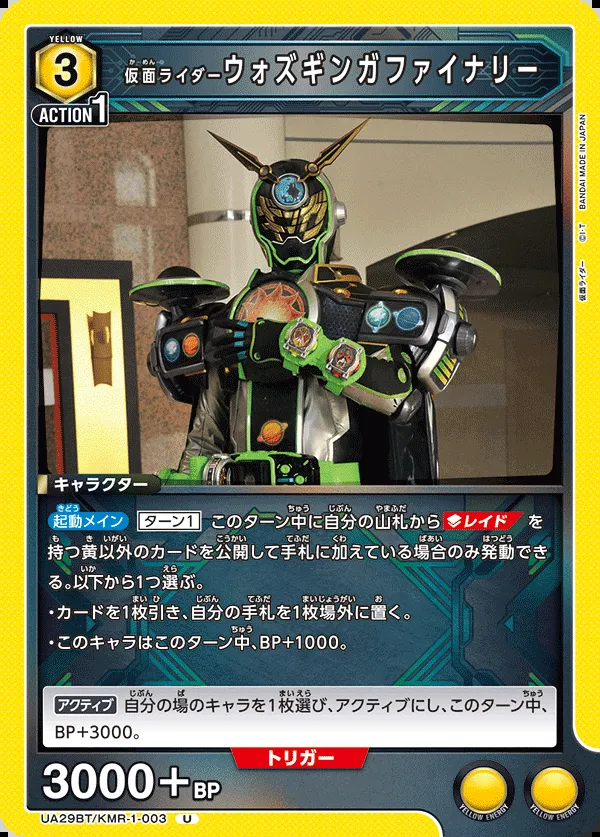 YELLOW
3
ACTION1
仮面ライダーウォズギンガファイナリー
仮面ライダー ©I・T BANDAI MADE IN JAPAN
キャラクター
起動メイン ターン1 このターン中に自分の山札からレイドを
持つ黄以外のカードを公開して手札に加えている場合のみ発動でき
る。以下から1つ選ぶ。
・カードを1枚引き、自分の手札を1枚場外に置く。
・このキャラはこのターン中、BP+1000。
アクティブ 自分の場のキャラを1枚選び、アクティブにし、このターン中、
BP+3000。
トリガー
3000+BP
YELLOW ENERGY
YELLOW ENERGY
UA29BT/KMR-1-003 U